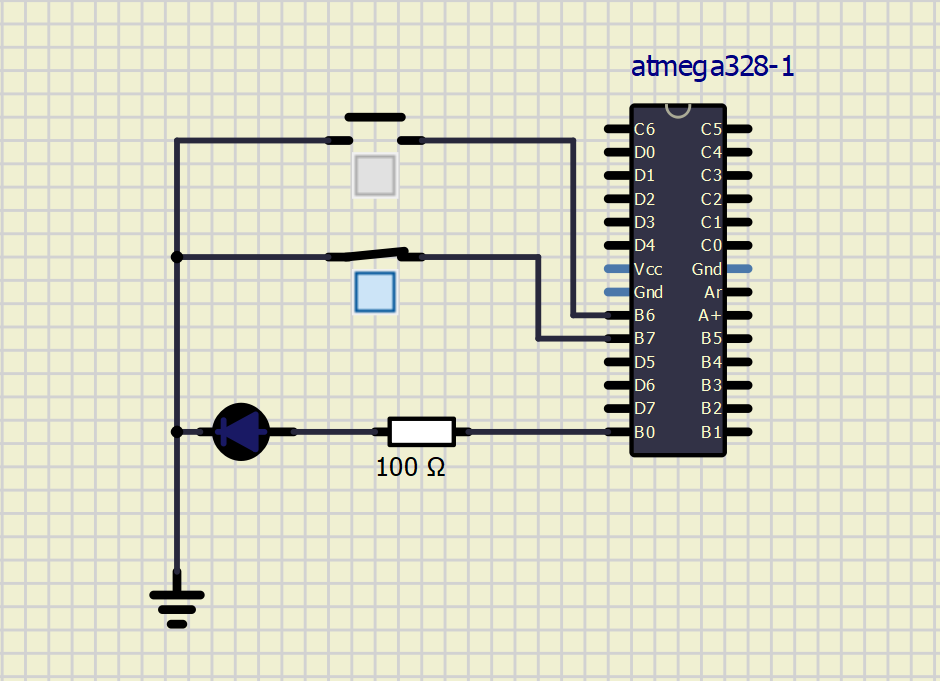 atmega328-1
C6 C5
D0 C4
D1 C3
D2 C2
D3 C1
D4 C0
Vcc Gnd
Gnd Ar
B6 A+
B7 B5
D5 B4
D6 B3
D7 B2
B0 B1
100 Ω